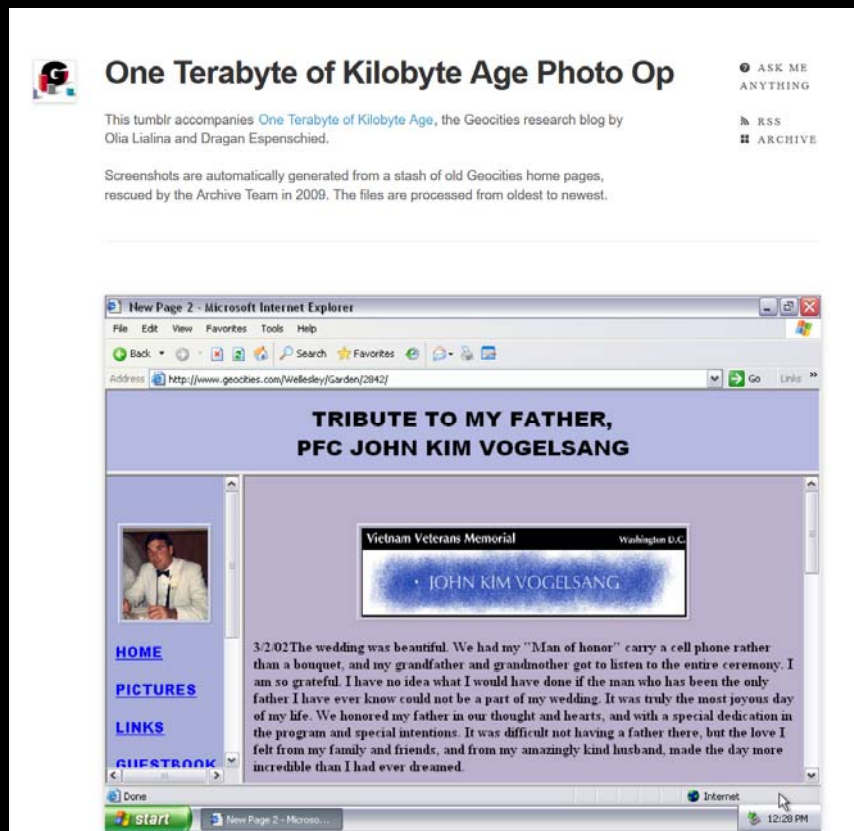 One Terabyte of Kilobyte Age Photo Op
This tumblr accompanies One Terabyte of Kilobyte Age, the Geocities research blog by
Olia Lialina and Dragan Espenschied.
Screenshots are automatically generated from a stash of old Geocities home pages,
rescued by the Archive Team in 2009. The files are processed from oldest to newest.
ASK ME
ANYTHING
RSS
ARCHIVE
New Page 2 - Microsoft Internet Explorer
File Edit View Favorites Tools Help
Back Search Favorites
Address http://www.geocities.com/Wellesley/Garden/2842/ Go Links »
TRIBUTE TO MY FATHER,
PFC JOHN KIM VOGELSANG
HOME
PICTURES
LINKS
GUESTBOOK
Vietnam Veterans Memorial Washington D.C.
· JOHN KIM VOGELSANG
3/2/02The wedding was beautiful. We had my "Man of honor" carry a cell phone rather
than a bouquet, and my grandfather and grandmother got to listen to the entire ceremony. I
am so grateful. I have no idea what I would have done if the man who has been the only
father I have ever know could not be a part of my wedding. It was truly the most joyous day
of my life. We honored my father in our thought and hearts, and with a special dedication in
the program and special intentions. It was difficult not having a father there, but the love I
felt from my family and friends, and from my amazingly kind husband, made the day more
incredible than I had ever dreamed.
Done Internet
start New Page 2 - Microso... 12:28 PM